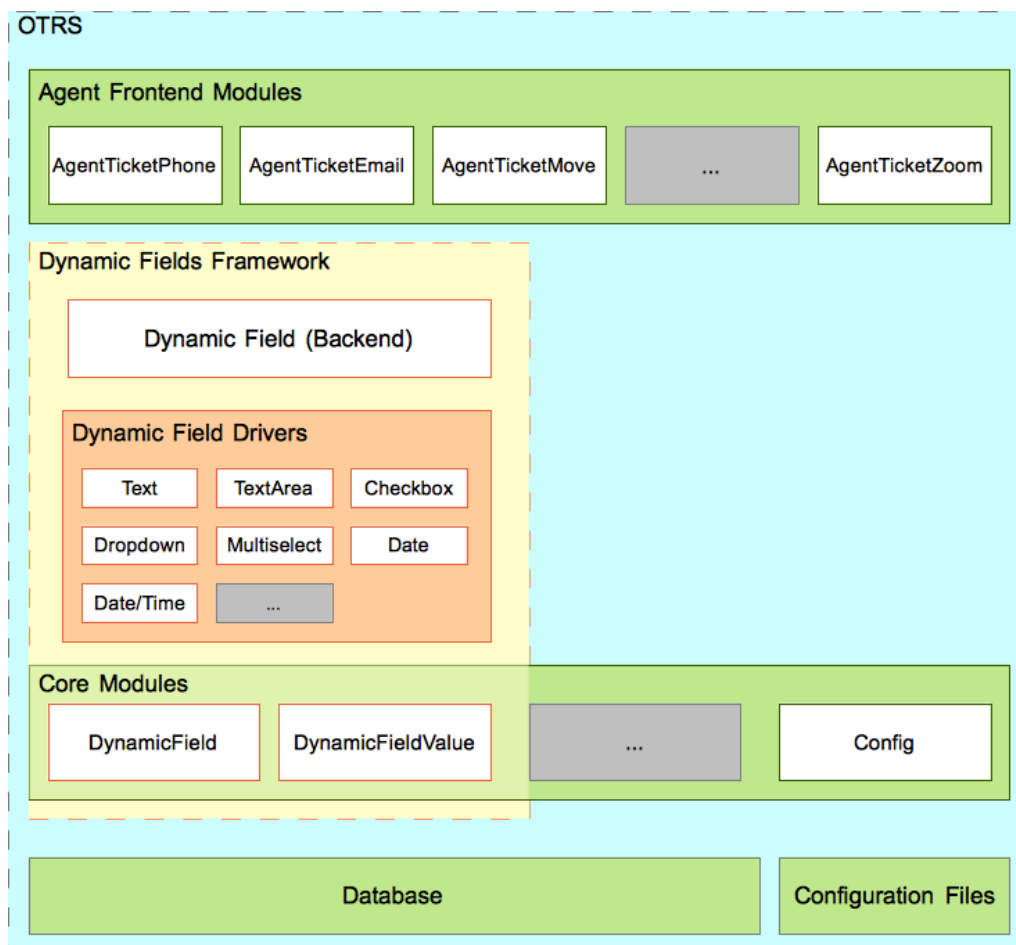 OTRS
Agent Frontend Modules
AgentTicketPhone
AgentTicketEmail
AgentTicketMove
...
AgentTicketZoom
Dynamic Fields Framework
Dynamic Field (Backend)
Dynamic Field Drivers
Text
TextArea
Checkbox
Dropdown
Multiselect
Date
Date/Time
...
Core Modules
DynamicField
DynamicFieldValue
...
Config
Database
Configuration Files